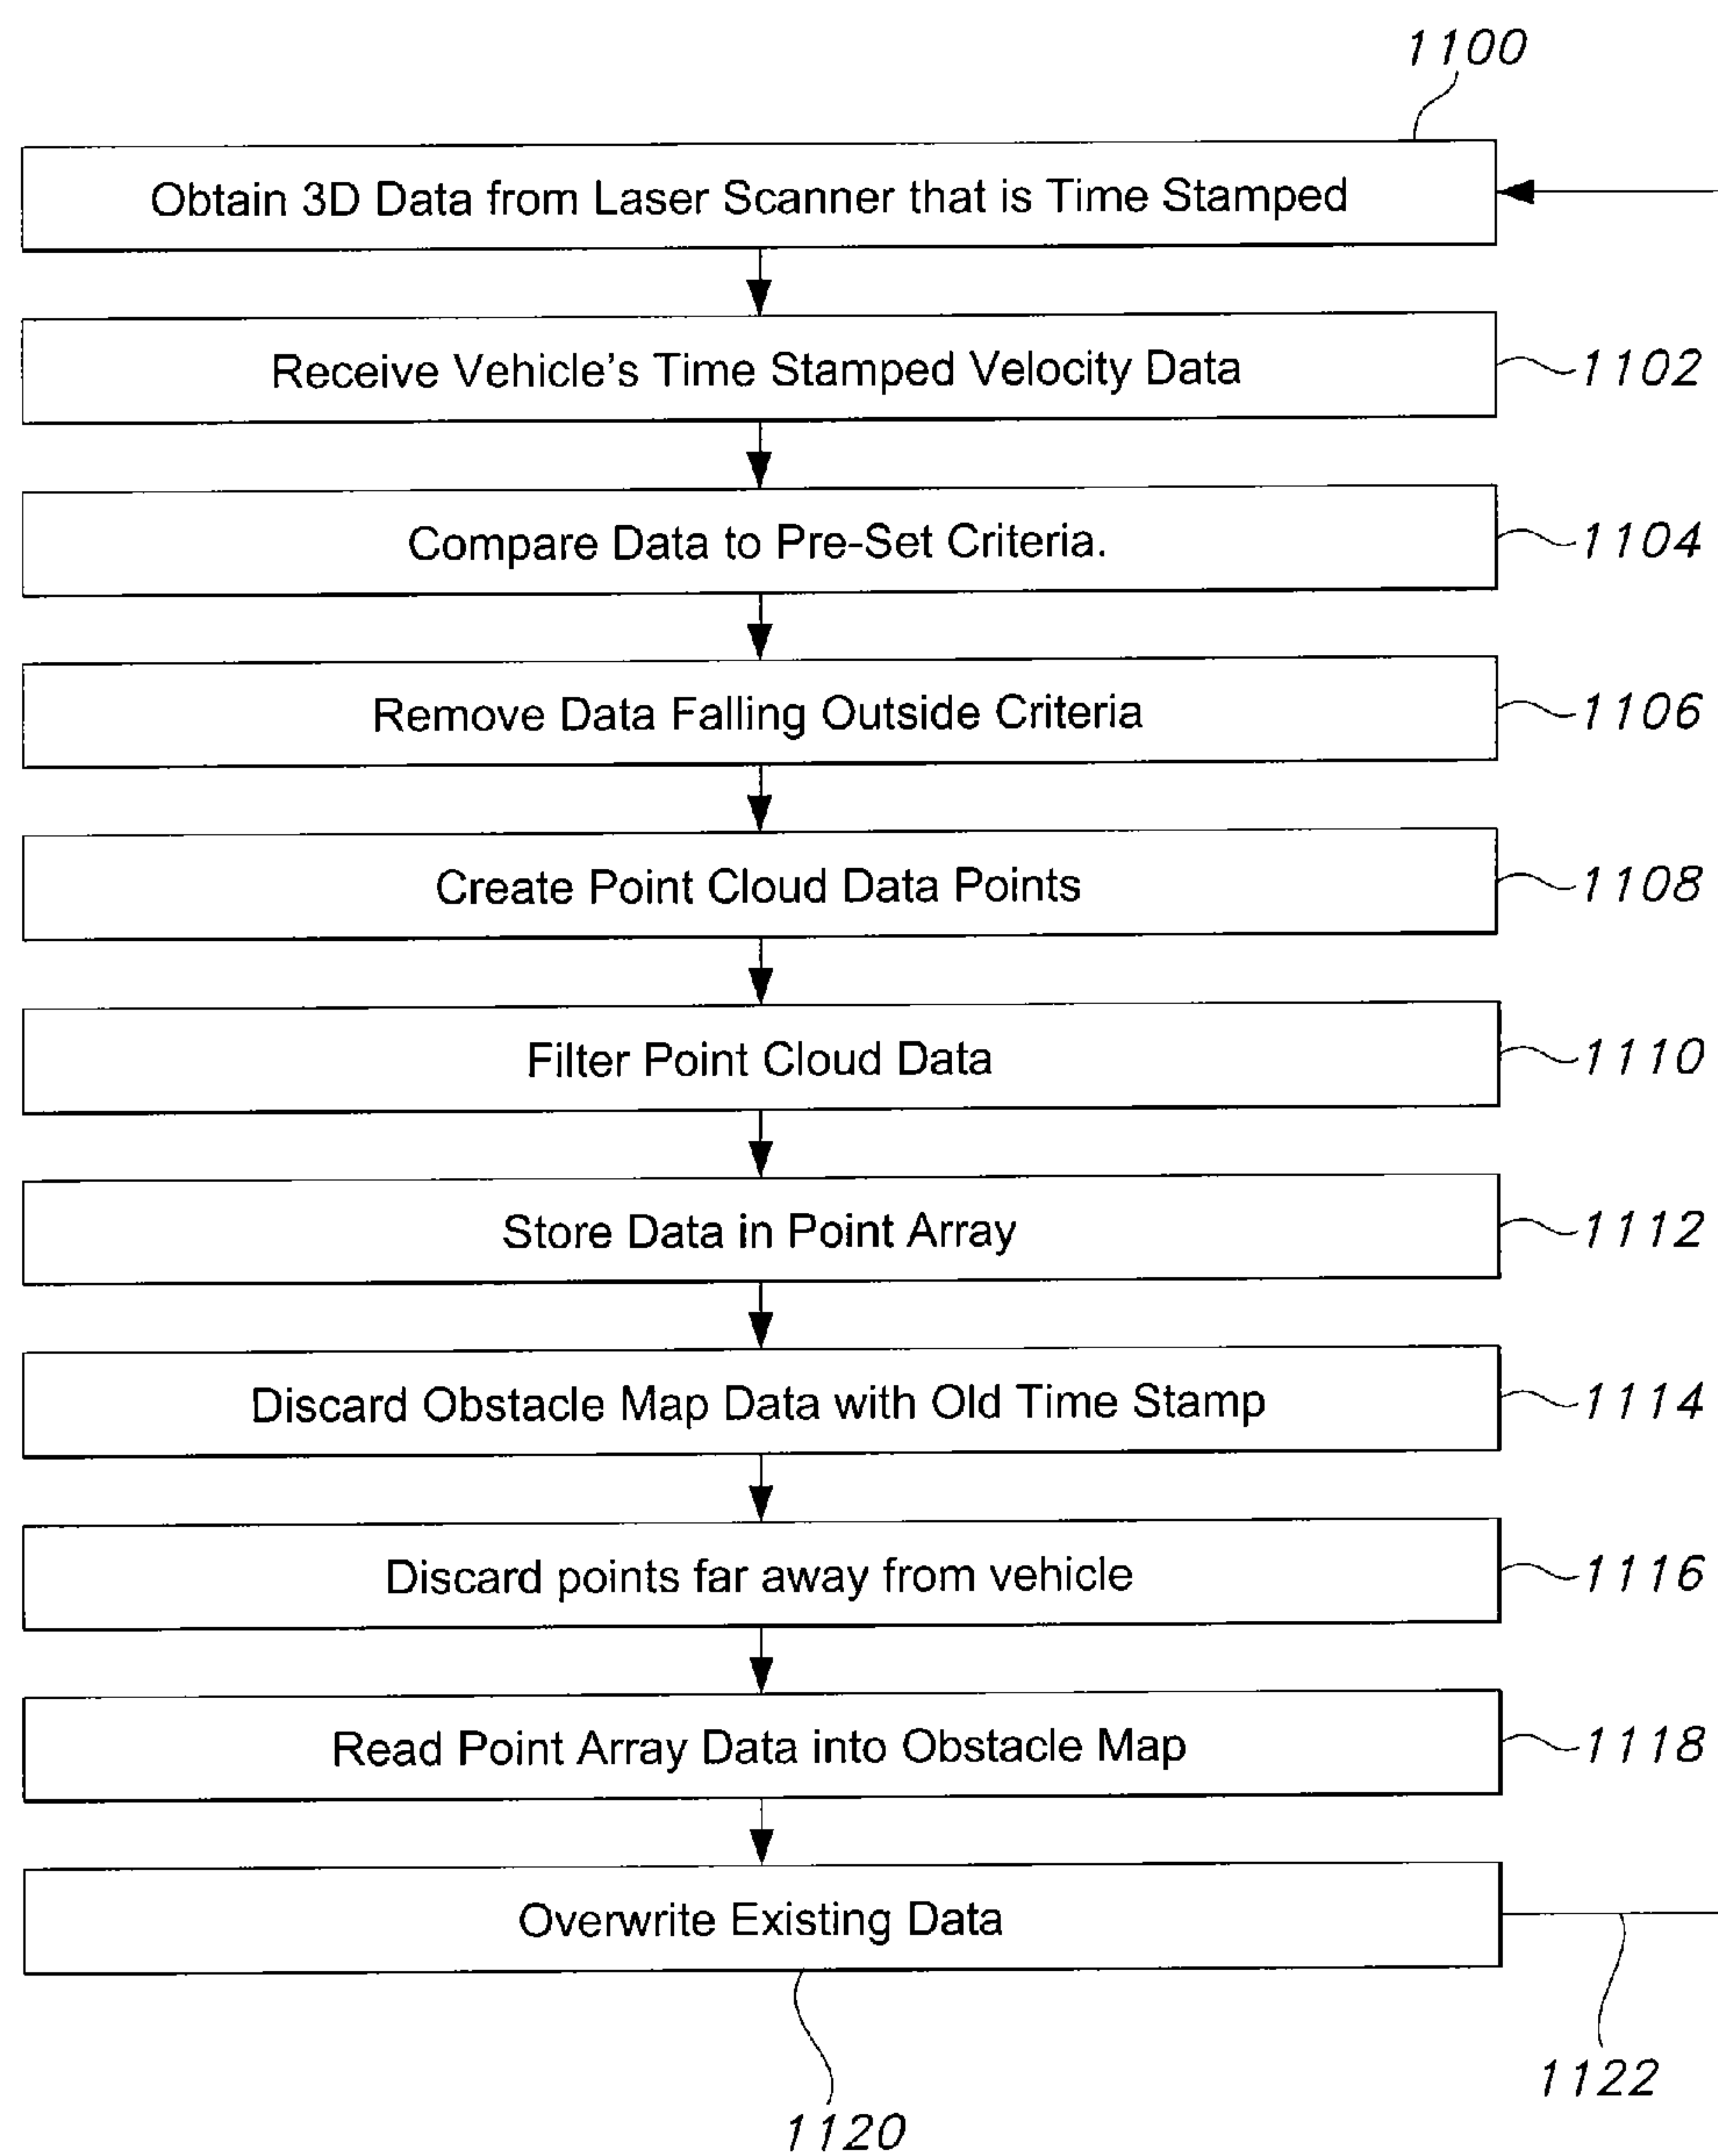 1100
Obtain 3D Data from Laser Scanner that is Time Stamped
Receive Vehicle's Time Stamped Velocity Data
1102
Compare Data to Pre-Set Criteria.
1104
Remove Data Falling Outside Criteria
1106
Create Point Cloud Data Points
1108
Filter Point Cloud Data
1110
Store Data in Point Array
1112
Discard Obstacle Map Data with Old Time Stamp
1114
Discard points far away from vehicle
1116
Read Point Array Data into Obstacle Map
1118
Overwrite Existing Data
1122
1120